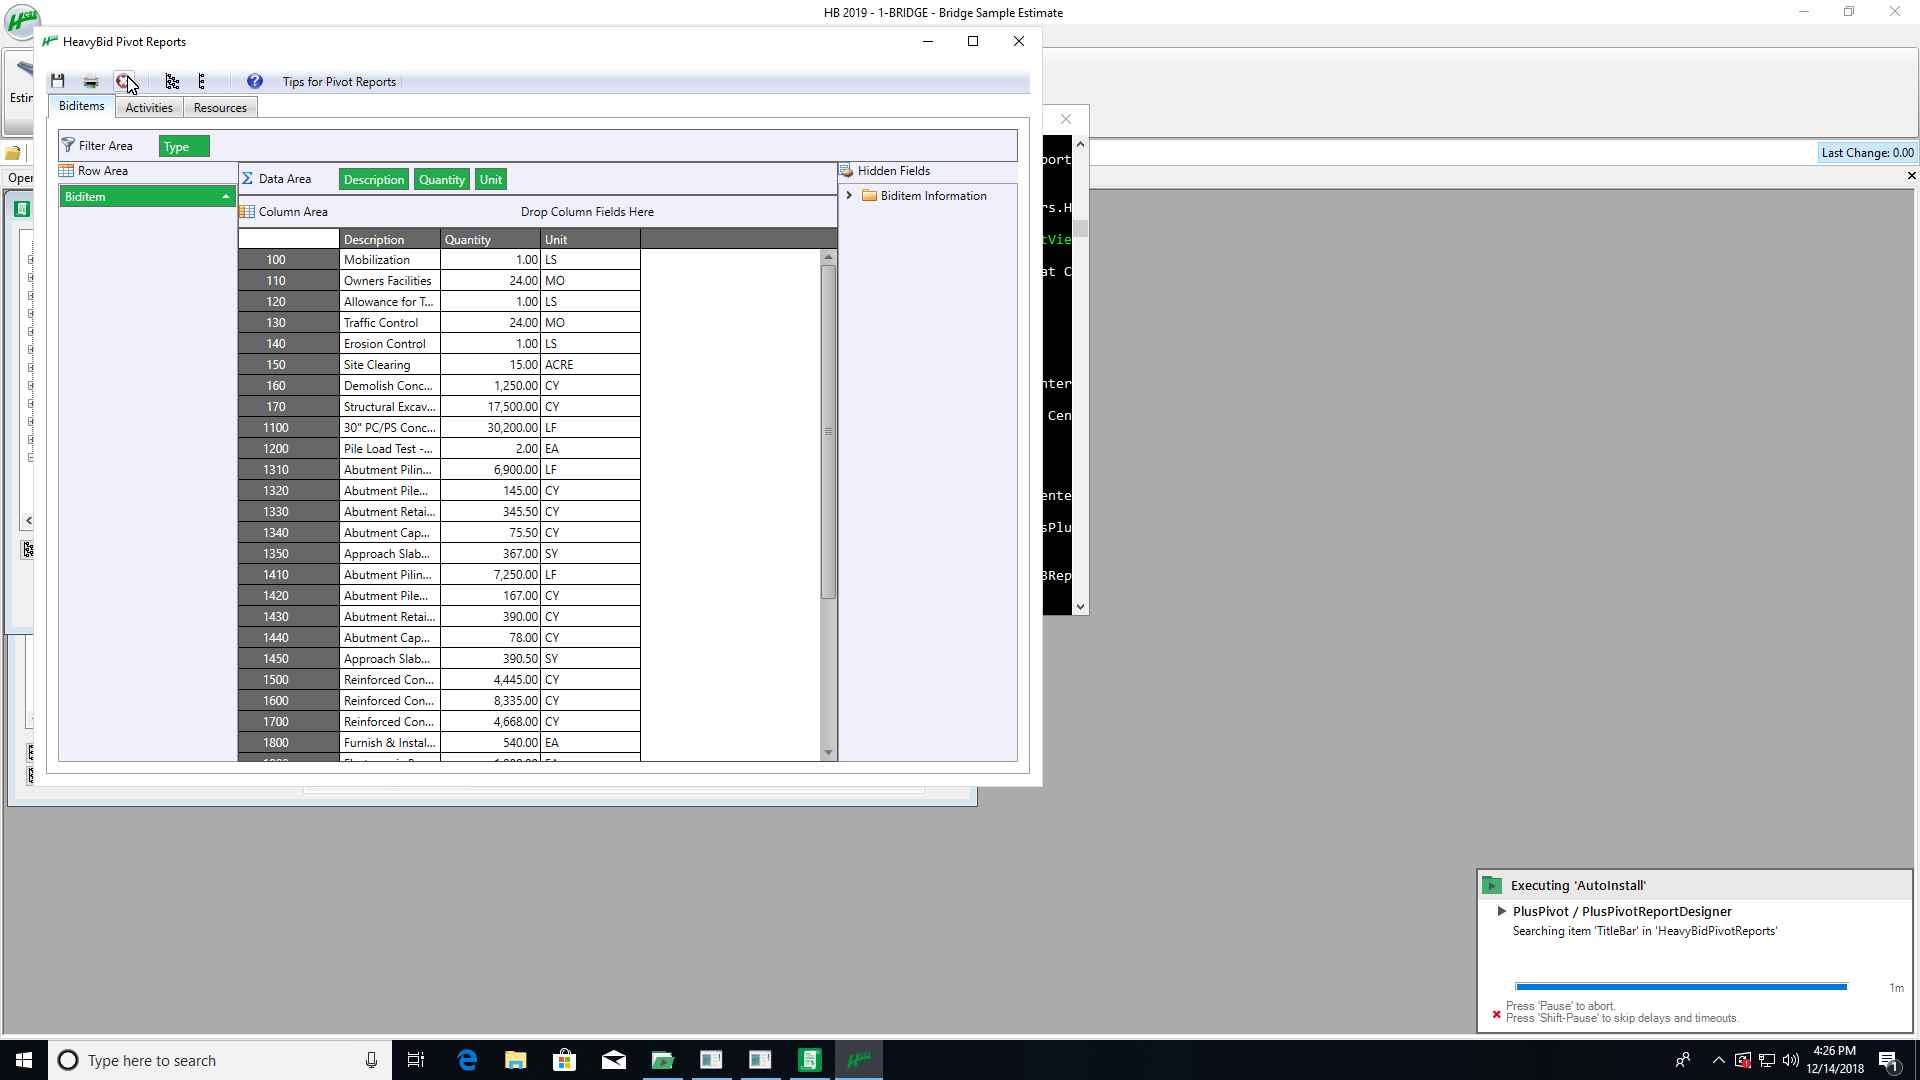 HB 2019 - 1-BRIDGE - Bridge Sample Estimate
HeavyBid Pivot Reports
Tips for Pivot Reports
Estin
Biditems
Activities
Resources
Filter Area
Type
Row Area
Biditem
Data Area
Description
Quantity
Unit
Column Area
Drop Column Fields Here
Hidden Fields
Biditem Information
Last Change: 0.00
Oper
Description Quantity Unit
100 Mobilization 1.00 LS
110 Owners Facilities 24.00 MO
120 Allowance for T... 1.00 LS
130 Traffic Control 24.00 MO
140 Erosion Control 1.00 LS
150 Site Clearing 15.00 ACRE
160 Demolish Conc... 1,250.00 CY
170 Structural Excav... 17,500.00 CY
1100 30" PC/PS Conc... 30,200.00 LF
1200 Pile Load Test -... 2.00 EA
1310 Abutment Pilin... 6,900.00 LF
1320 Abutment Pile... 145.00 CY
1330 Abutment Retai... 345.50 CY
1340 Abutment Cap... 75.50 CY
1350 Approach Slab... 367.00 SY
1410 Abutment Pilin... 7,250.00 LF
1420 Abutment Pile... 167.00 CY
1430 Abutment Retai... 390.00 CY
1440 Abutment Cap... 78.00 CY
1450 Approach Slab... 390.50 SY
1500 Reinforced Con... 4,445.00 CY
1600 Reinforced Con... 8,335.00 CY
1700 Reinforced Con... 4,668.00 CY
1800 Furnish & Instal... 540.00 EA
port
rs.H
tVie
at C
nter
Cen
ente
sPlu
BRep
Executing 'AutoInstall'
PlusPivot / PlusPivotReportDesigner
Searching item 'TitleBar' in 'HeavyBidPivotReports'
1m
Press 'Pause' to abort.
Press 'Shift-Pause' to skip delays and timeouts.
Type here to search
4:26 PM
12/14/2018
1